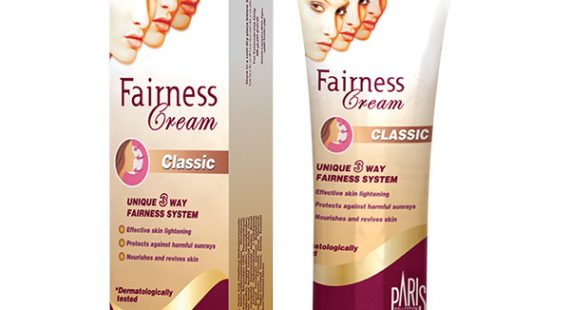 Fairness
Cream
Classic
UNIQUE 3 WAY
FAIRNESS SYSTEM
Effective skin lightening
Protects against harmful sunrays
Nourishes and revives skin
*Dermatologically
tested
Fairness
Cream
CLASSIC
UNIQUE 3 WAY
FAIRNESS SYSTEM
Effective skin lightening
Protects against harmful sunrays
Nourishes and revives skin
PARIS